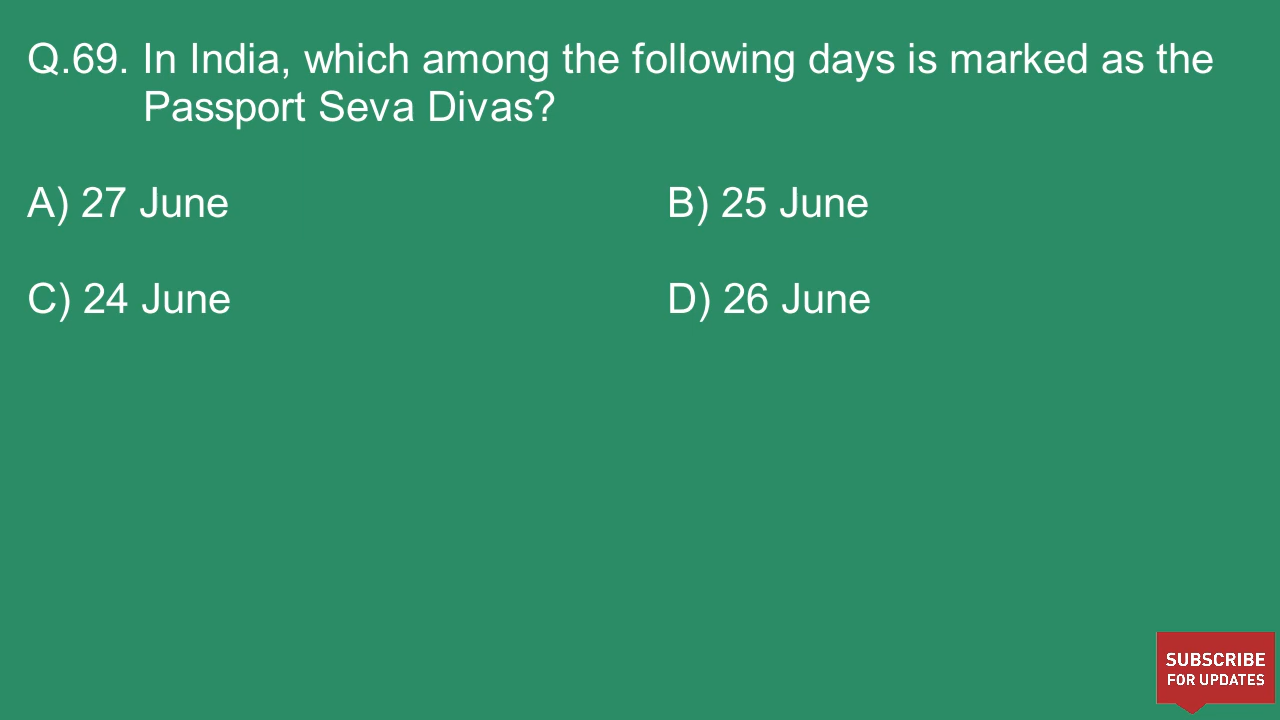 Q.69. In India, which among the following days is marked as the
Passport Seva Divas?
A) 27 June B) 25 June
C) 24 June D) 26 June
SUBSCRIBE
FOR UPDATES